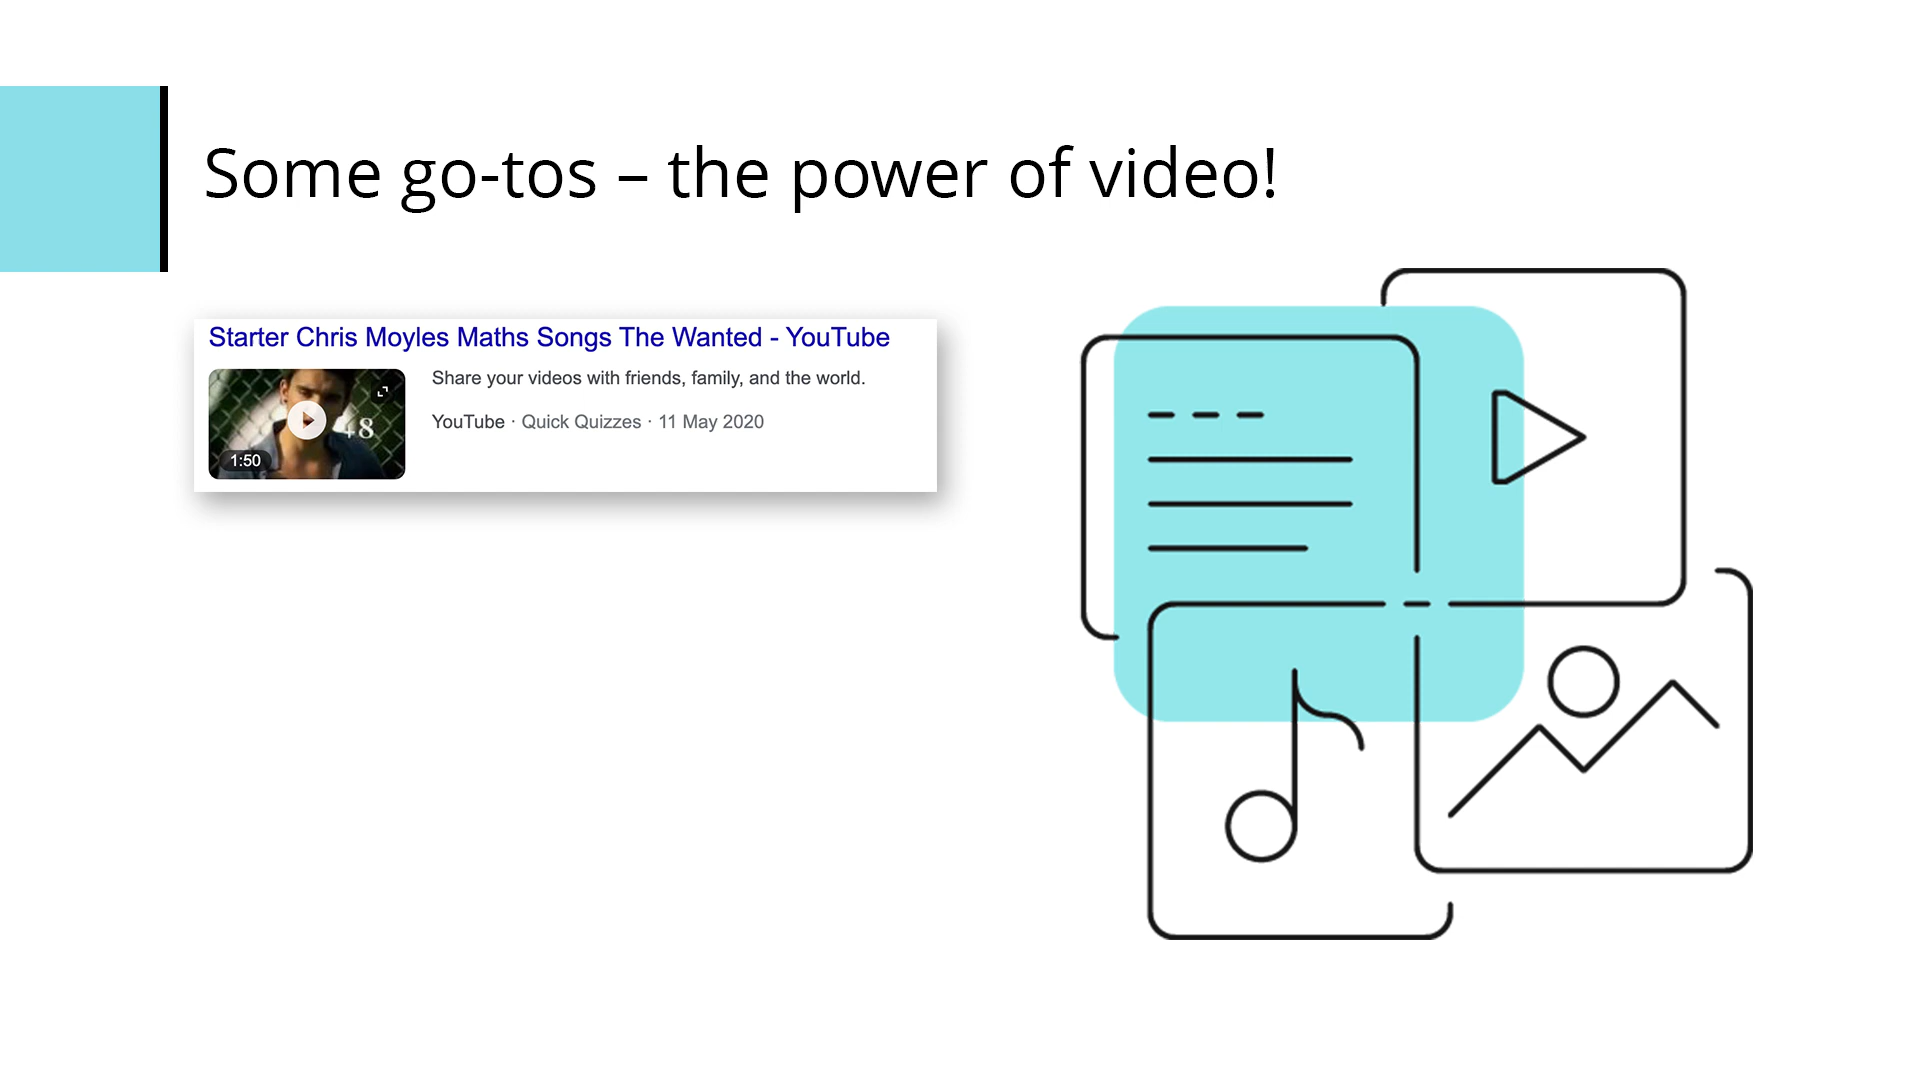 Some go-tos – the power of video!
Starter Chris Moyles Maths Songs The Wanted - YouTube
Share your videos with friends, family, and the world.
+8
YouTube · Quick Quizzes · 11 May 2020
1:50